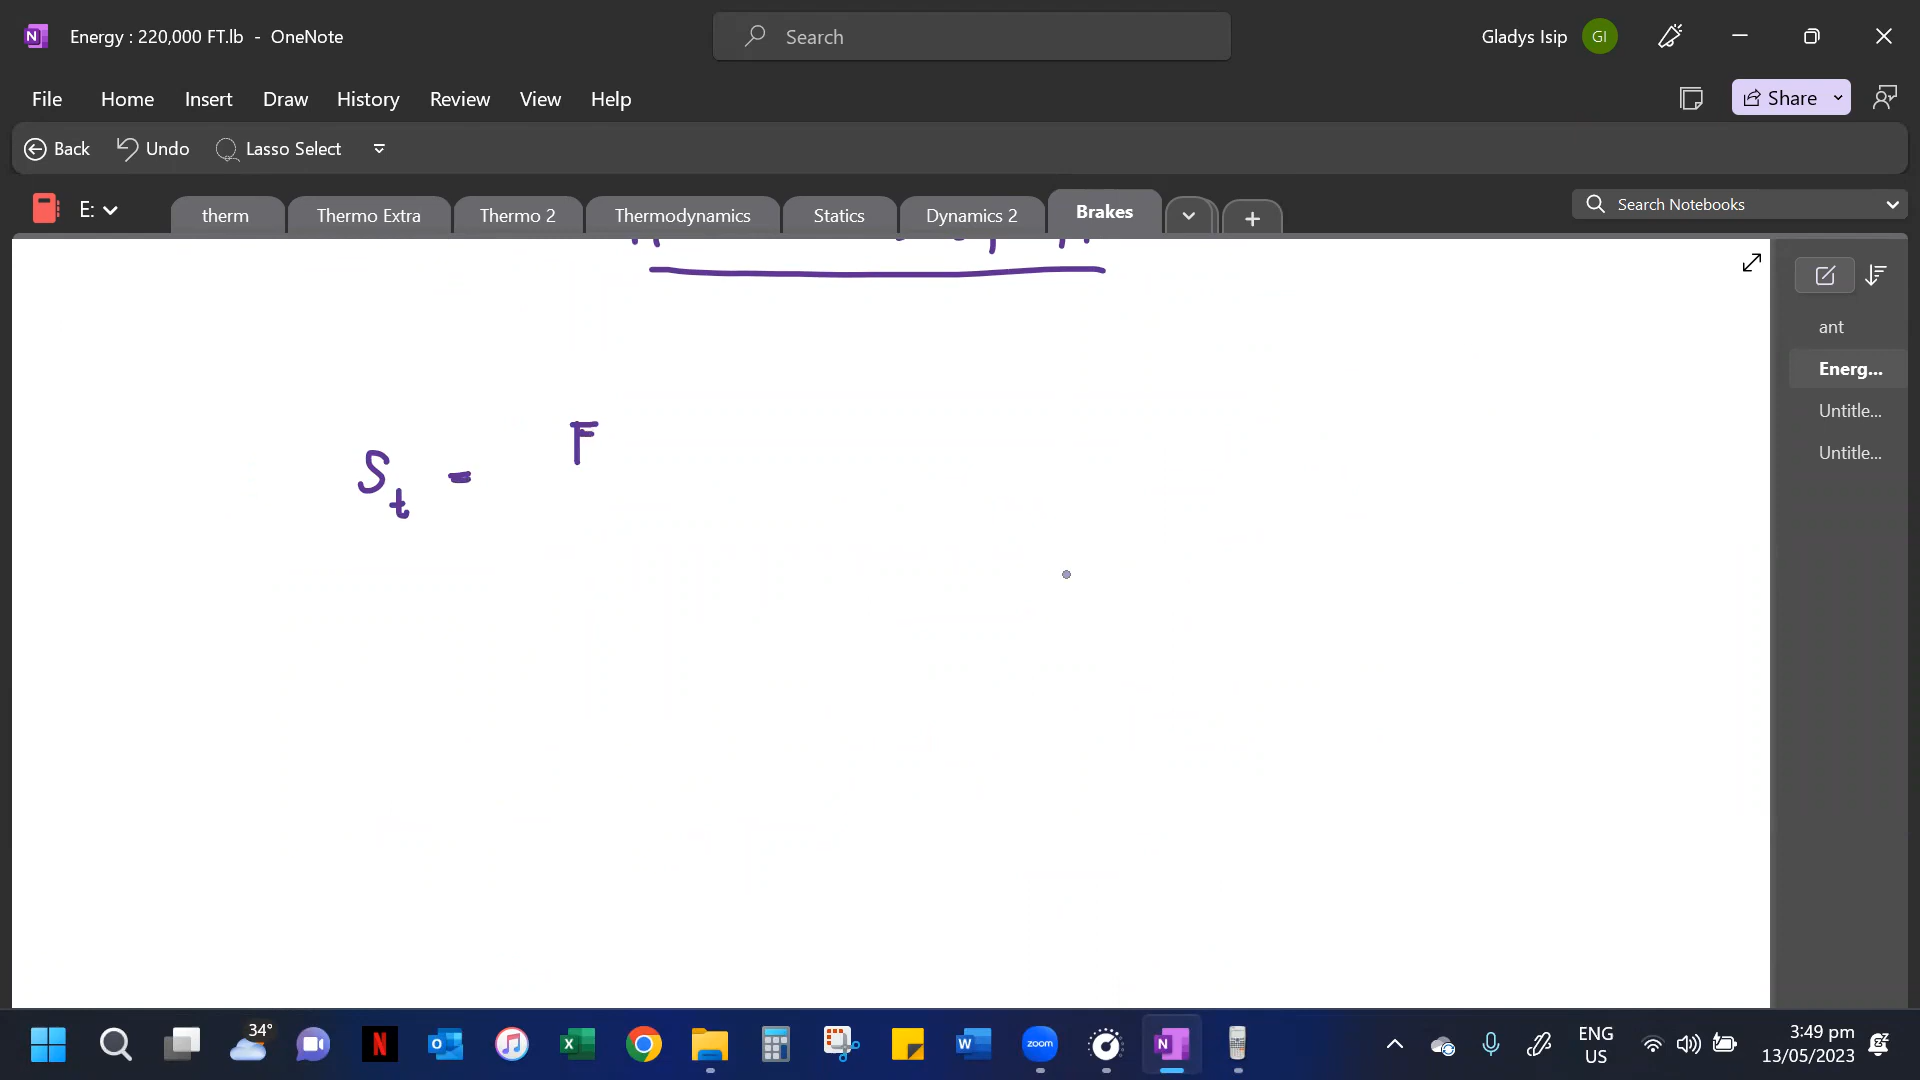 Energy : 220,000 FT.lb - OneNote
Search
Gladys Isip
GI
File Home Insert Draw History Review View Help
Share
Back Undo Lasso Select
E:
therm Thermo Extra Thermo 2 Thermodynamics Statics Dynamics 2 Brakes
Search Notebooks
ant
Energ...
Untitle...
Untitle...
F
St =
34°
zoom
ENG
US
3:49 pm
13/05/2023